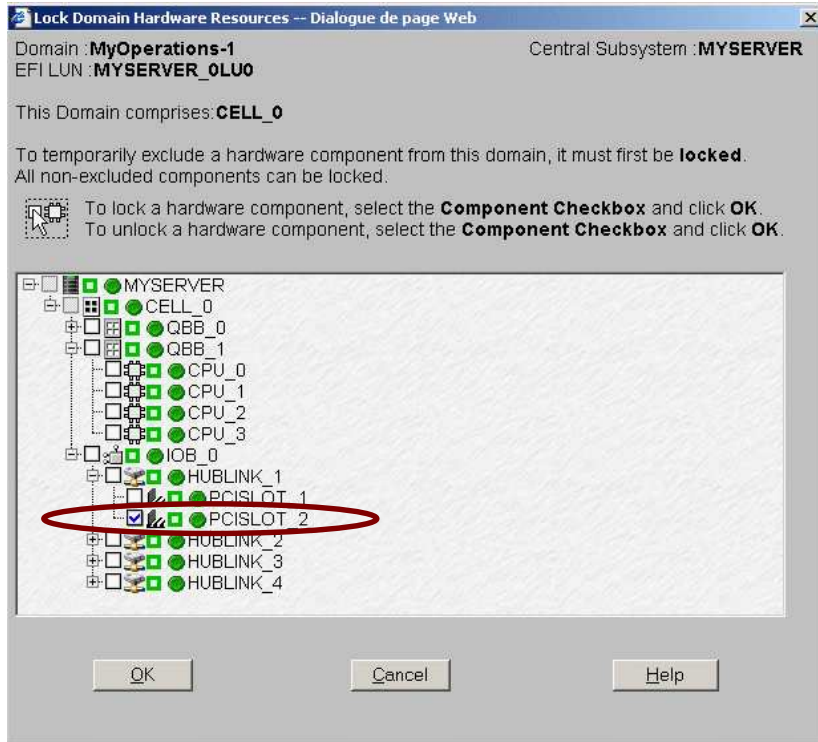 Lock Domain Hardware Resources -- Dialogue de page Web
Domain :MyOperations-1 Central Subsystem :MYSERVER
EFI LUN :MYSERVER_0LU0
This Domain comprises:CELL_0
To temporarily exclude a hardware component from this domain, it must first be locked.
All non-excluded components can be locked.
To lock a hardware component, select the Component Checkbox and click OK.
To unlock a hardware component, select the Component Checkbox and click OK.
MYSERVER
CELL_0
QBB_0
QBB_1
CPU_0
CPU_1
CPU_2
CPU_3
IOB_0
HUBLINK_1
PCISLOT_1
PCISLOT_2
HUBLINK_2
HUBLINK_3
HUBLINK_4
OK Cancel Help